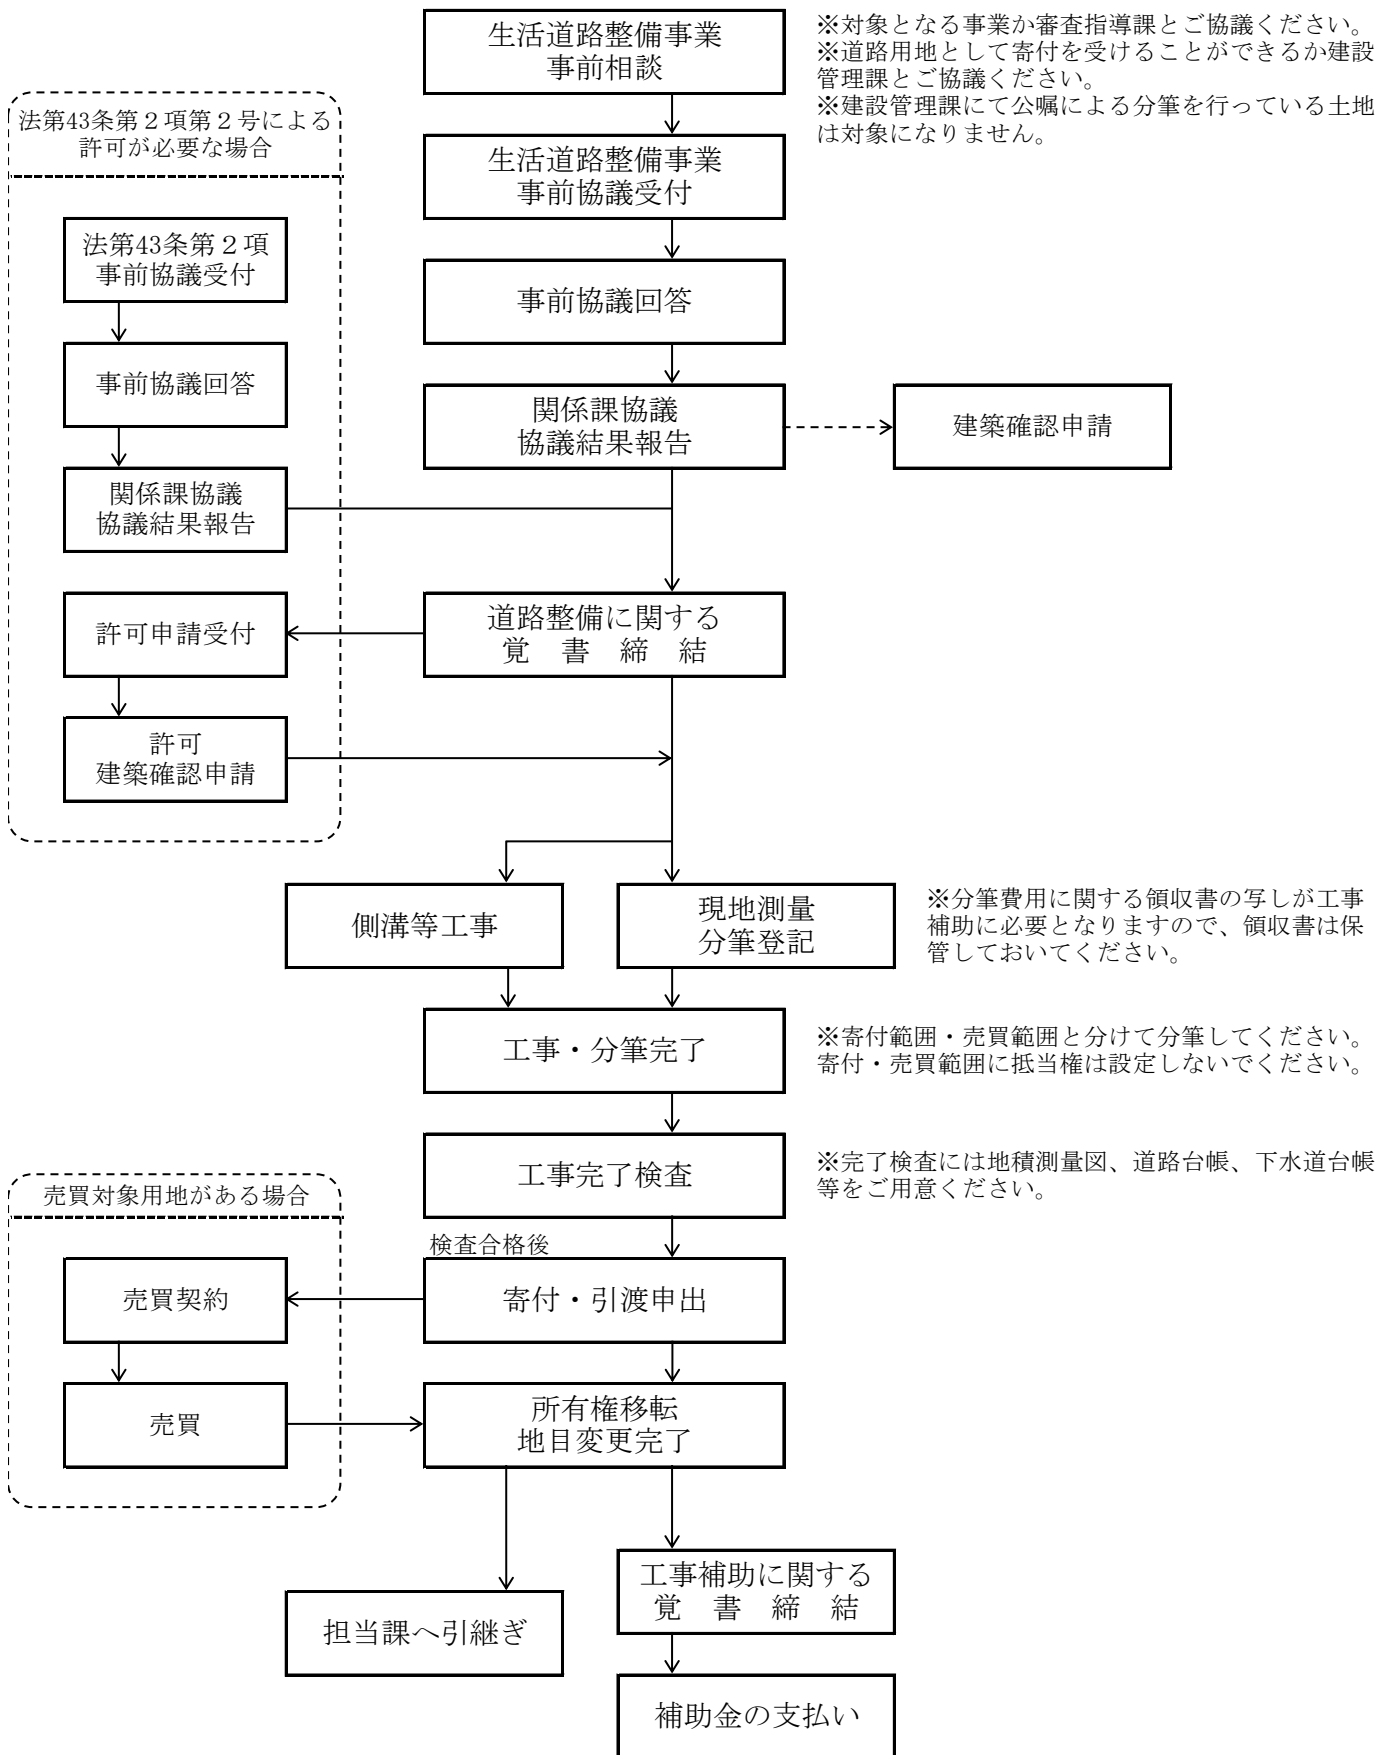 生活道路整備事業
事前相談
※対象となる事業か審査指導課とご協議ください。
※道路用地として寄付を受けることができるか建設
管理課とご協議ください。
※建設管理課にて公嘱による分筆を行っている土地
は対象になりません。
法第43条第２項第２号による
許可が必要な場合
生活道路整備事業
事前協議受付
法第43条第２項
事前協議受付
事前協議回答
事前協議回答
関係課協議
協議結果報告
建築確認申請
関係課協議
協議結果報告
道路整備に関する
覚　書　締　結
許可申請受付
許可
建築確認申請
側溝等工事
現地測量
分筆登記
※分筆費用に関する領収書の写しが工事
補助に必要となりますので、領収書は保
管しておいてください。
工事・分筆完了
※寄付範囲・売買範囲と分けて分筆してください。
寄付・売買範囲に抵当権は設定しないでください。
工事完了検査
※完了検査には地積測量図、道路台帳、下水道台帳
等をご用意ください。
売買対象用地がある場合
検査合格後
売買契約
寄付・引渡申出
売買
所有権移転
地目変更完了
工事補助に関する
覚　書　締　結
担当課へ引継ぎ
補助金の支払い